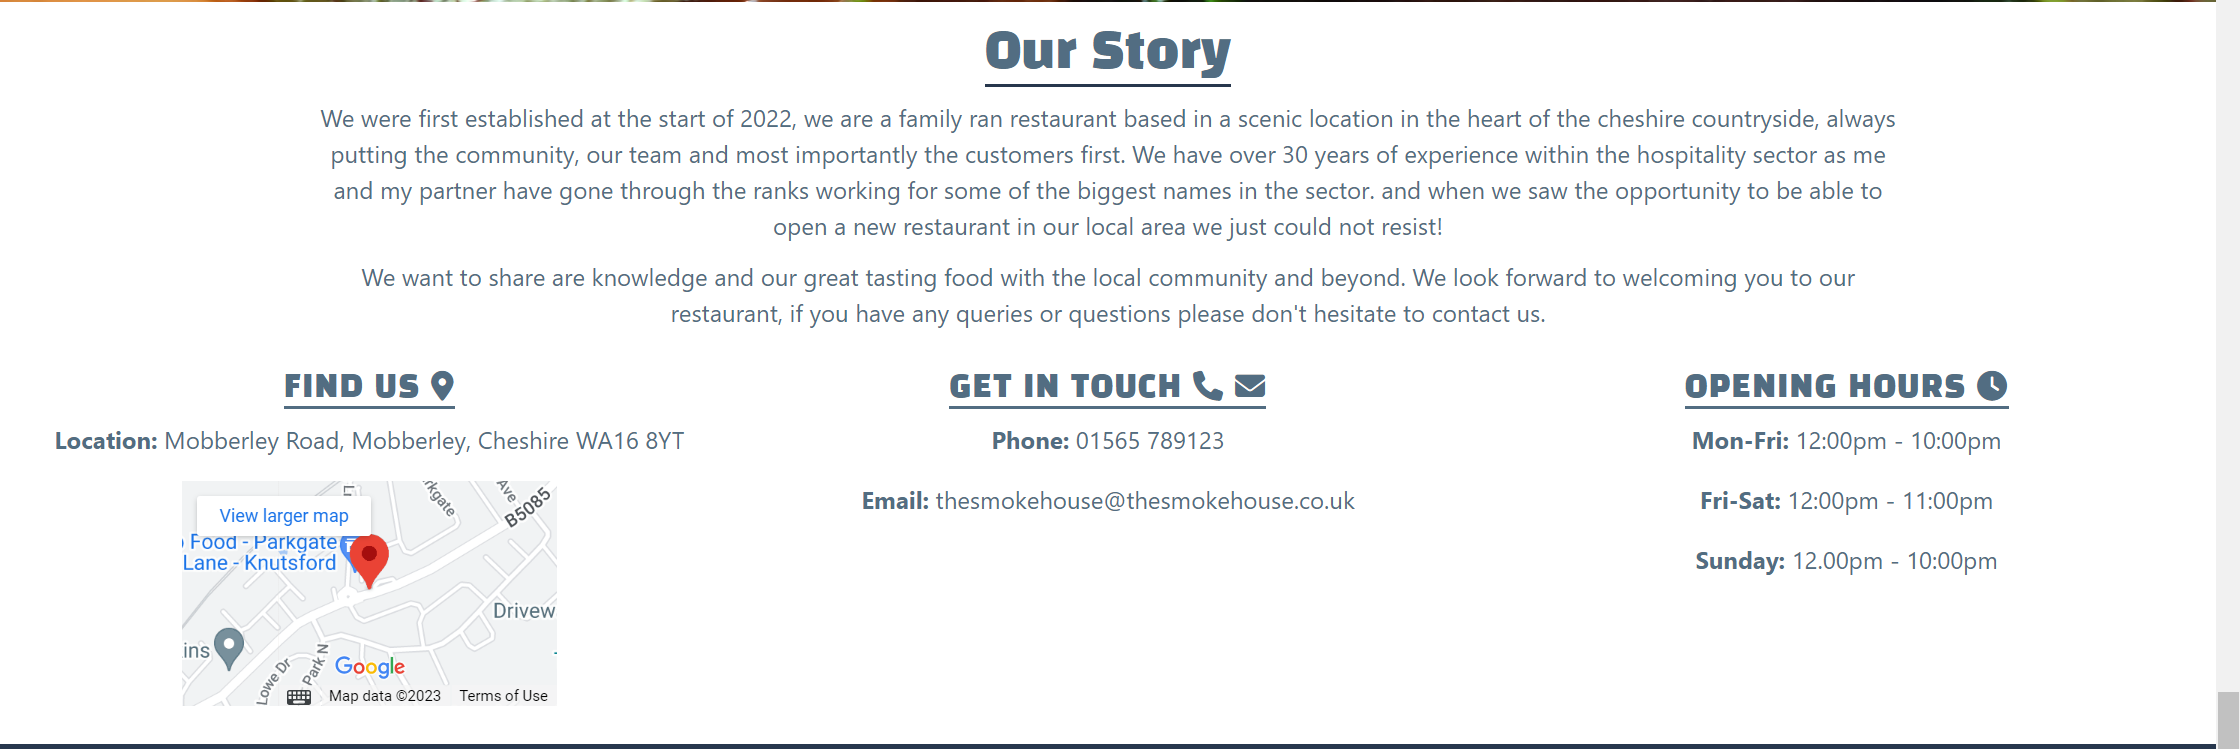 Our Story
We were first established at the start of 2022, we are a family ran restaurant based in a scenic location in the heart of the cheshire countryside, always
putting the community, our team and most importantly the customers first. We have over 30 years of experience within the hospitality sector as me
and my partner have gone through the ranks working for some of the biggest names in the sector. and when we saw the opportunity to be able to
open a new restaurant in our local area we just could not resist!
We want to share are knowledge and our great tasting food with the local community and beyond. We look forward to welcoming you to our
restaurant, if you have any queries or questions please don't hesitate to contact us.
FIND US
Location: Mobberley Road, Mobberley, Cheshire WA16 8YT
View larger map
Food - Parkgate
Lane - Knutsford
rkgate
Ave
B5085
Drivew
ins
Lowe Dr
Park N
Google
Map data ©2023
Terms of Use
GET IN TOUCH
Phone: 01565 789123
Email: thesmokehouse@thesmokehouse.co.uk
OPENING HOURS
Mon-Fri: 12:00pm - 10:00pm
Fri-Sat: 12:00pm - 11:00pm
Sunday: 12.00pm - 10:00pm